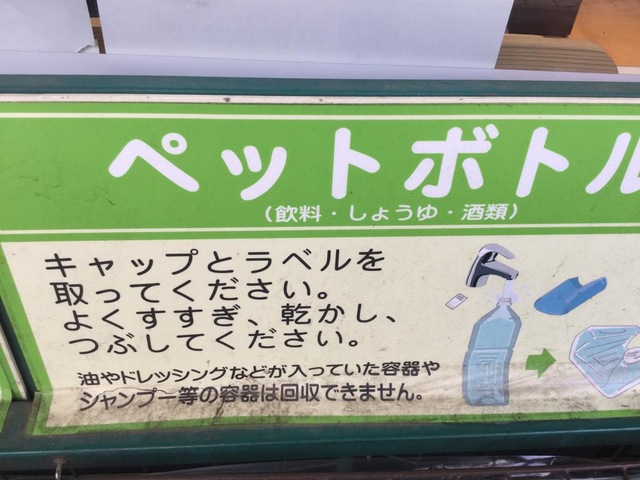 ペットボトル
（飲料・しょうゆ・酒類）
キャップとラベルを
取ってください。
よくすすぎ、乾かし、
つぶしてください。
油やドレッシングなどが入っていた容器や
シャンプー等の容器は回収できません。